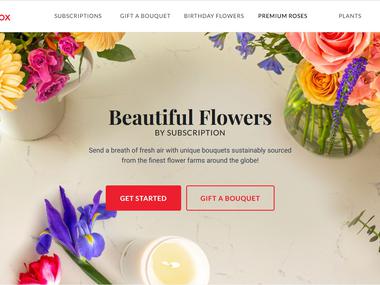 OX
SUBSCRIPTIONS GIFT A BOUQUET BIRTHDAY FLOWERS PREMIUM ROSES PLANTS
Beautiful Flowers
BY SUBSCRIPTION
Send a breath of fresh air with unique bouquets sustainably sourced
from the finest flower farms around the globe!
GET STARTED GIFT A BOUQUET